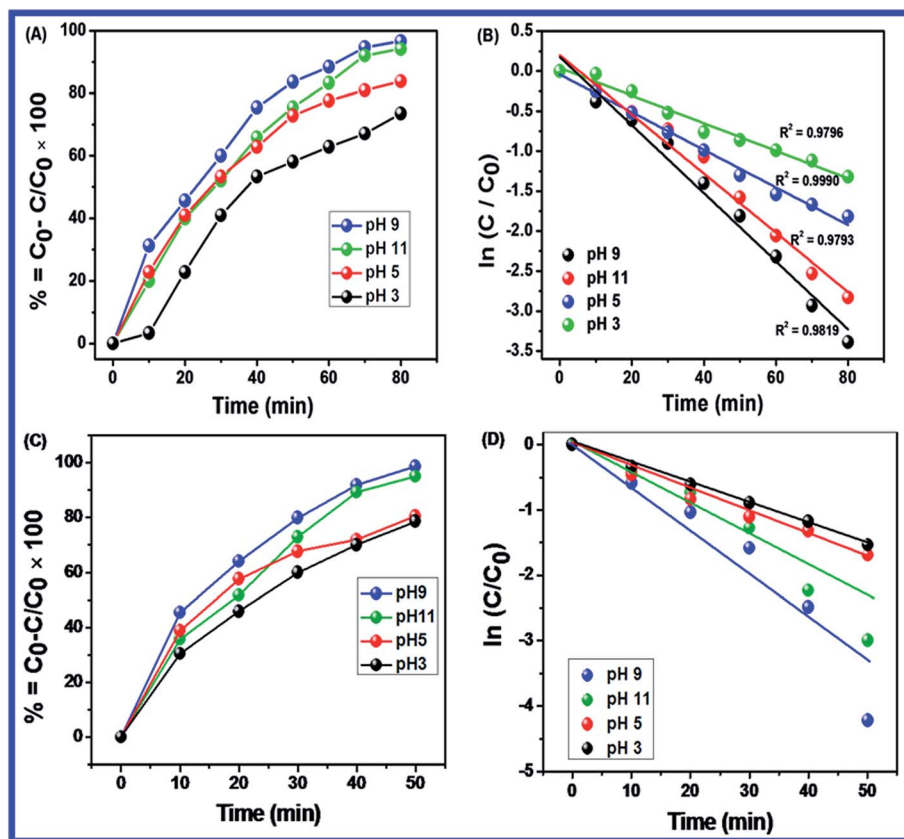 (A)
% = C₀- C/C₀ × 100
100
80
60
40
20
0
pH 9
pH 11
pH 5
pH 3
0 20 40 60 80
Time (min)
(B)
ln (C / C₀)
0.5
0.0
-0.5
-1.0
-1.5
-2.0
-2.5
-3.0
-3.5
R² = 0.9796
R² = 0.9990
R² = 0.9793
R² = 0.9819
pH 9
pH 11
pH 5
pH 3
0 20 40 60 80
Time (min)
(C)
% = C₀-C/C₀ × 100
100
80
60
40
20
0
pH9
pH11
pH5
pH3
0 10 20 30 40 50
Time (min)
(D)
ln (C/C₀)
0
-1
-2
-3
-4
-5
pH 9
pH 11
pH 5
pH 3
0 10 20 30 40 50
Time (min)